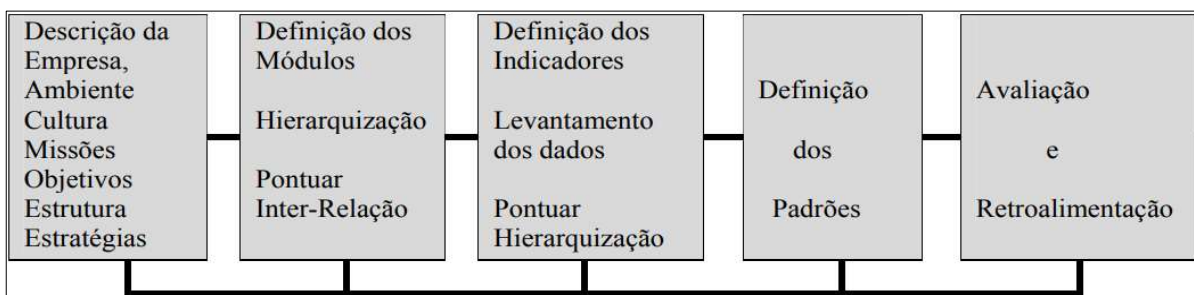 Descrição da
Empresa,
Ambiente
Cultura
Missões
Objetivos
Estrutura
Estratégias
Definição dos
Módulos
Hierarquização
Pontuar
Inter-Relação
Definição dos
Indicadores
Levantamento
dos dados
Pontuar
Hierarquização
Definição
dos
Padrões
Avaliação
e
Retroalimentação